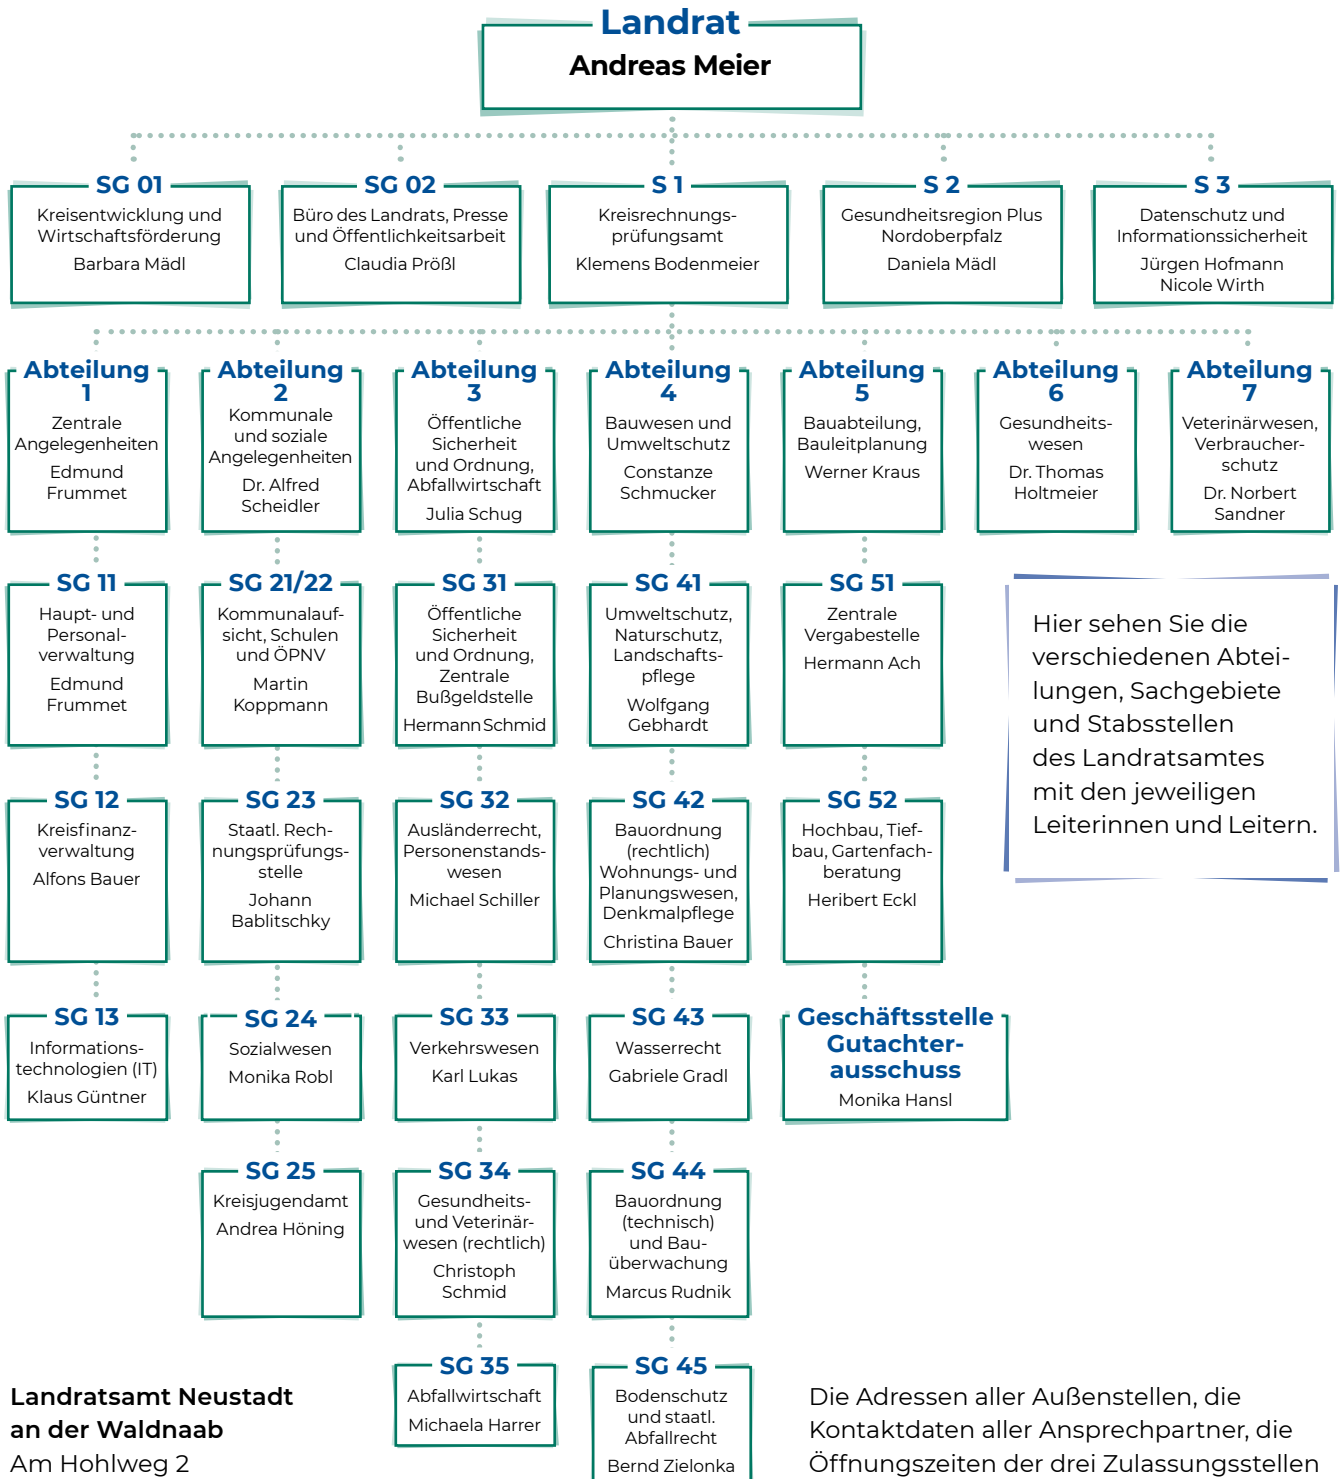 Landrat
Andreas Meier
SG 01
Kreisentwicklung und
Wirtschaftsförderung
Barbara Mädl
SG 02
Büro des Landrats, Presse
und Öffentlichkeitsarbeit
Claudia Prößl
S 1
Kreisrechnungs-
prüfungsamt
Klemens Bodenmeier
S 2
Gesundheitsregion Plus
Nordoberpfalz
Daniela Mädl
S 3
Datenschutz und
Informationssicherheit
Jürgen Hofmann
Nicole Wirth
Abteilung
1
Zentrale
Angelegenheiten
Edmund
Frummet
Abteilung
2
Kommunale
und soziale
Angelegenheiten
Dr. Alfred
Scheidler
Abteilung
3
Öffentliche
Sicherheit
und Ordnung,
Abfallwirtschaft
Julia Schug
Abteilung
4
Bauwesen und
Umweltschutz
Constanze
Schmucker
Abteilung
5
Bauabteilung,
Bauleitplanung
Werner Kraus
Abteilung
6
Gesundheits-
wesen
Dr. Thomas
Holtmeier
Abteilung
7
Veterinärwesen,
Verbraucher-
schutz
Dr. Norbert
Sandner
SG 11
Haupt- und
Personal-
verwaltung
Edmund
Frummet
SG 21/22
Kommunalauf-
sicht, Schulen
und ÖPNV
Martin
Koppmann
SG 31
Öffentliche
Sicherheit
und Ordnung,
Zentrale
Bußgeldstelle
Hermann Schmid
SG 41
Umweltschutz,
Naturschutz,
Landschafts-
pflege
Wolfgang
Gebhardt
SG 51
Zentrale
Vergabestelle
Hermann Ach
Hier sehen Sie die
verschiedenen Abtei-
lungen, Sachgebiete
und Stabsstellen
des Landratsamtes
mit den jeweiligen
Leiterinnen und Leitern.
SG 12
Kreisfinanz-
verwaltung
Alfons Bauer
SG 23
Staatl. Rech-
nungsprüfungs-
stelle
Johann
Bablitschky
SG 32
Ausländerrecht,
Personenstands-
wesen
Michael Schiller
SG 42
Bauordnung
(rechtlich)
Wohnungs- und
Planungswesen,
Denkmalpflege
Christina Bauer
SG 52
Hochbau, Tief-
bau, Gartenfach-
beratung
Heribert Eckl
SG 13
Informations-
technologien (IT)
Klaus Güntner
SG 24
Sozialwesen
Monika Robl
SG 33
Verkehrswesen
Karl Lukas
SG 43
Wasserrecht
Gabriele Gradl
Geschäftsstelle
Gutachter-
ausschuss
Monika Hansl
SG 25
Kreisjugendamt
Andrea Höning
SG 34
Gesundheits-
und Veterinär-
wesen (rechtlich)
Christoph
Schmid
SG 44
Bauordnung
(technisch)
und Bau-
überwachung
Marcus Rudnik
SG 35
Abfallwirtschaft
Michaela Harrer
SG 45
Bodenschutz
und staatl.
Abfallrecht
Bernd Zielonka
Landratsamt Neustadt
an der Waldnaab
Am Hohlweg 2
Die Adressen aller Außenstellen, die
Kontaktdaten aller Ansprechpartner, die
Öffnungszeiten der drei Zulassungsstellen